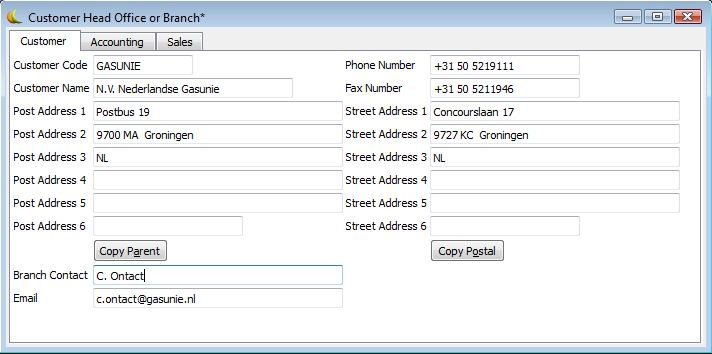 Customer Head Office or Branch*
Customer Accounting Sales
Customer Code GASUNIE Phone Number +31 50 5219111
Customer Name N.V. Nederlandse Gasunie Fax Number +31 50 5211946
Post Address 1 Postbus 19 Street Address 1 Concourslaan 17
Post Address 2 9700 MA Groningen Street Address 2 9727 KC Groningen
Post Address 3 NL Street Address 3 NL
Post Address 4 Street Address 4
Post Address 5 Street Address 5
Post Address 6 Street Address 6
Copy Parent Copy Postal
Branch Contact C. Ontact
Email c.ontact@gasunie.nl